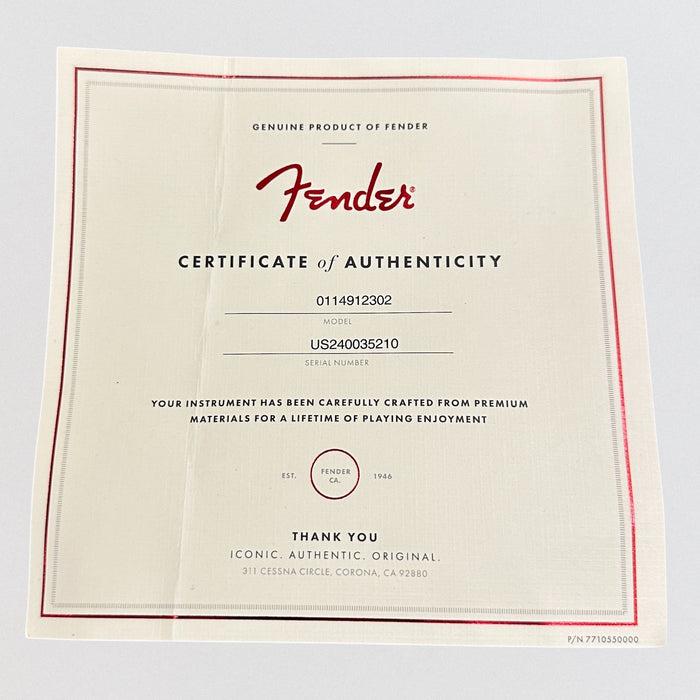 GENUINE PRODUCT OF FENDER
Fender®
CERTIFICATE of AUTHENTICITY
0114912302
MODEL
US240035210
SERIAL NUMBER
YOUR INSTRUMENT HAS BEEN CAREFULLY CRAFTED FROM PREMIUM
MATERIALS FOR A LIFETIME OF PLAYING ENJOYMENT
EST. FENDER CA. 1946
THANK YOU
ICONIC. AUTHENTIC. ORIGINAL.
311 CESSNA CIRCLE, CORONA, CA 92880
P/N 7710550000